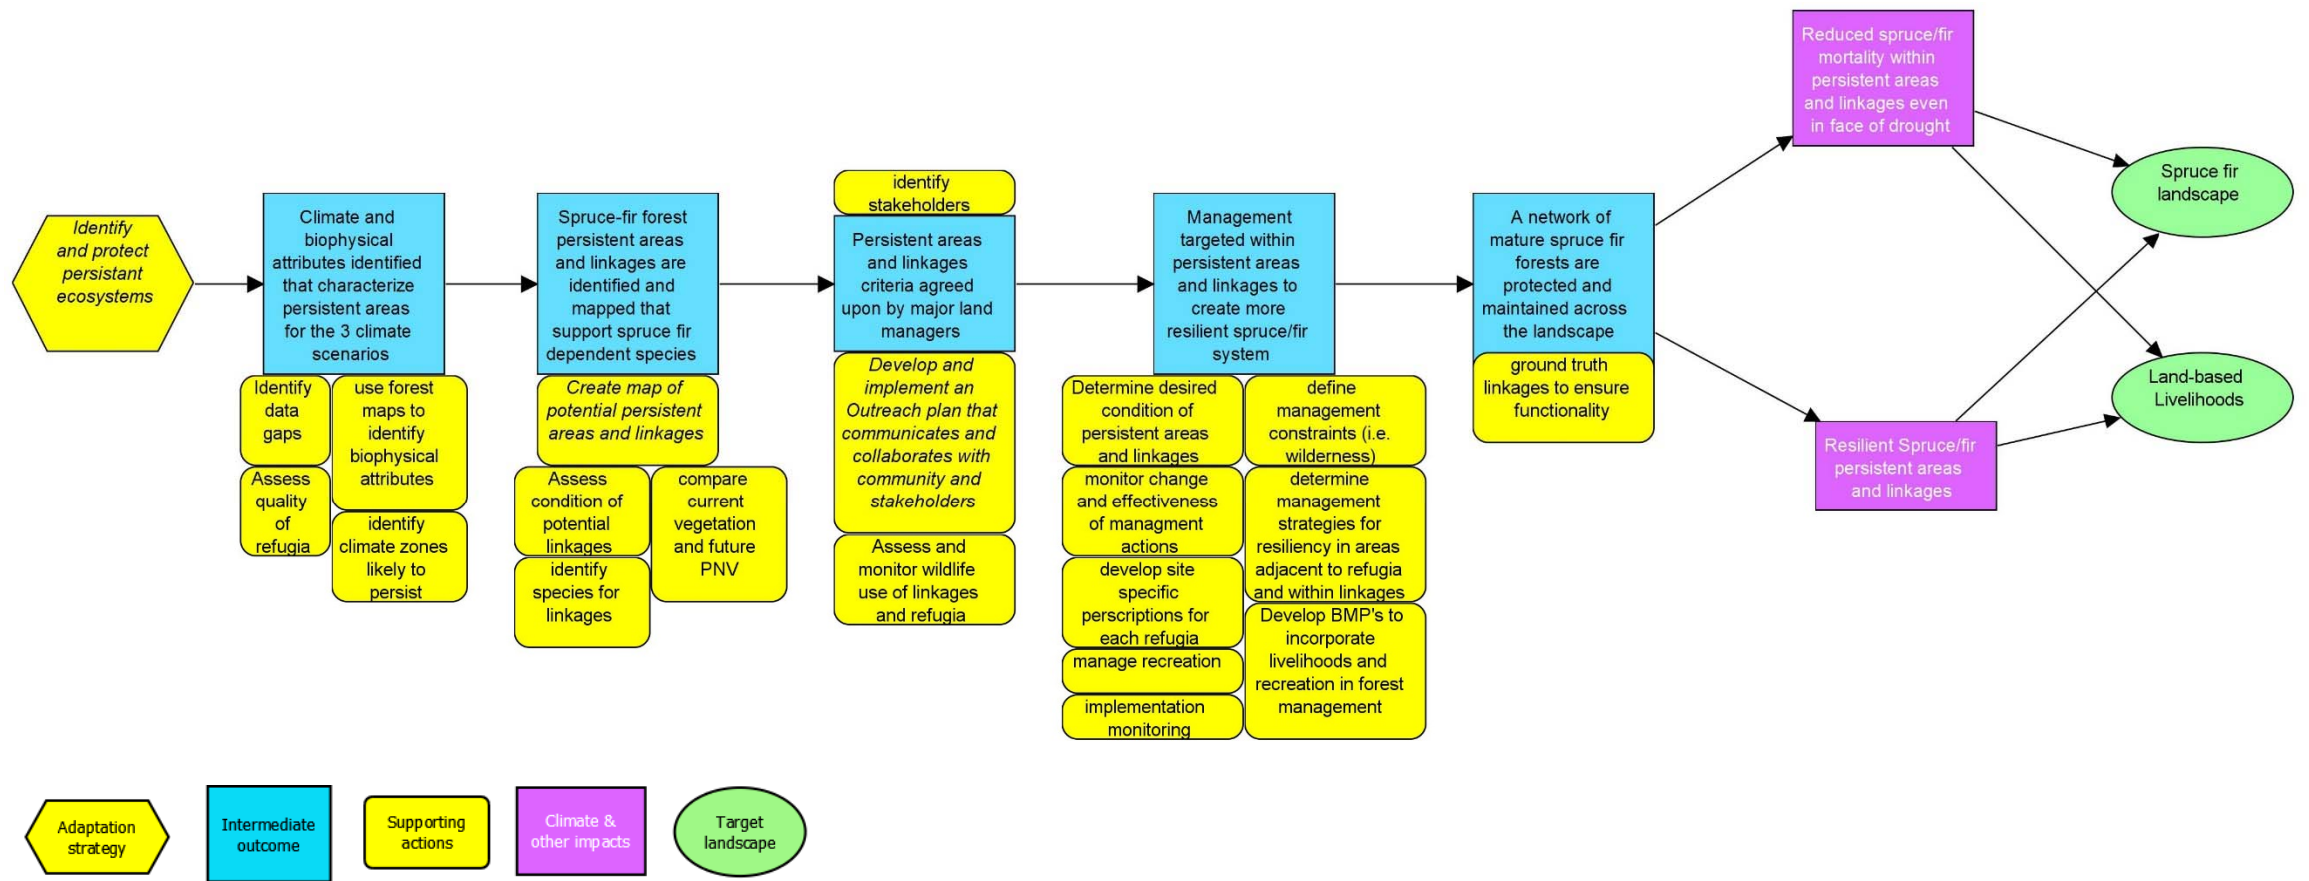 Identify
and protect
persistant
ecosystems
Climate and
biophysical
attributes identified
that characterize
persistent areas
for the 3 climate
scenarios
Identify
data
gaps
use forest
maps to
identify
biophysical
attributes
Assess
quality
of
refugia
identify
climate zones
likely to
persist
Spruce-fir forest
persistent areas
and linkages are
identified and
mapped that
support spruce fir
dependent species
Create map of
potential persistent
areas and linkages
Assess
condition of
potential
linkages
compare
current
vegetation
and future
PNV
identify
species for
linkages
identify
stakeholders
Persistent areas
and linkages
criteria agreed
upon by major land
managers
Develop and
implement an
Outreach plan that
communicates and
collaborates with
community and
stakeholders
Assess and
monitor wildlife
use of linkages
and refugia
Management
targeted within
persistent areas
and linkages to
create more
resilient spruce/fir
system
Determine desired
condition of
persistent areas
and linkages
define
management
constraints (i.e.
wilderness)
monitor change
and effectiveness
of managment
actions
determine
management
strategies for
resiliency in areas
adjacent to refugia
and within linkages
develop site
specific
perscriptions for
each refugia
Develop BMP's to
incorporate
livelihoods and
recreation in forest
management
manage recreation
implementation
monitoring
A network of
mature spruce fir
forests are
protected and
maintained across
the landscape
ground truth
linkages to ensure
functionality
Reduced spruce/fir
mortality within
persistent areas
and linkages even
in face of drought
Resilient Spruce/fir
persistent areas
and linkages
Spruce fir
landscape
Land-based
Livelihoods
Adaptation
strategy
Intermediate
outcome
Supporting
actions
Climate &
other impacts
Target
landscape